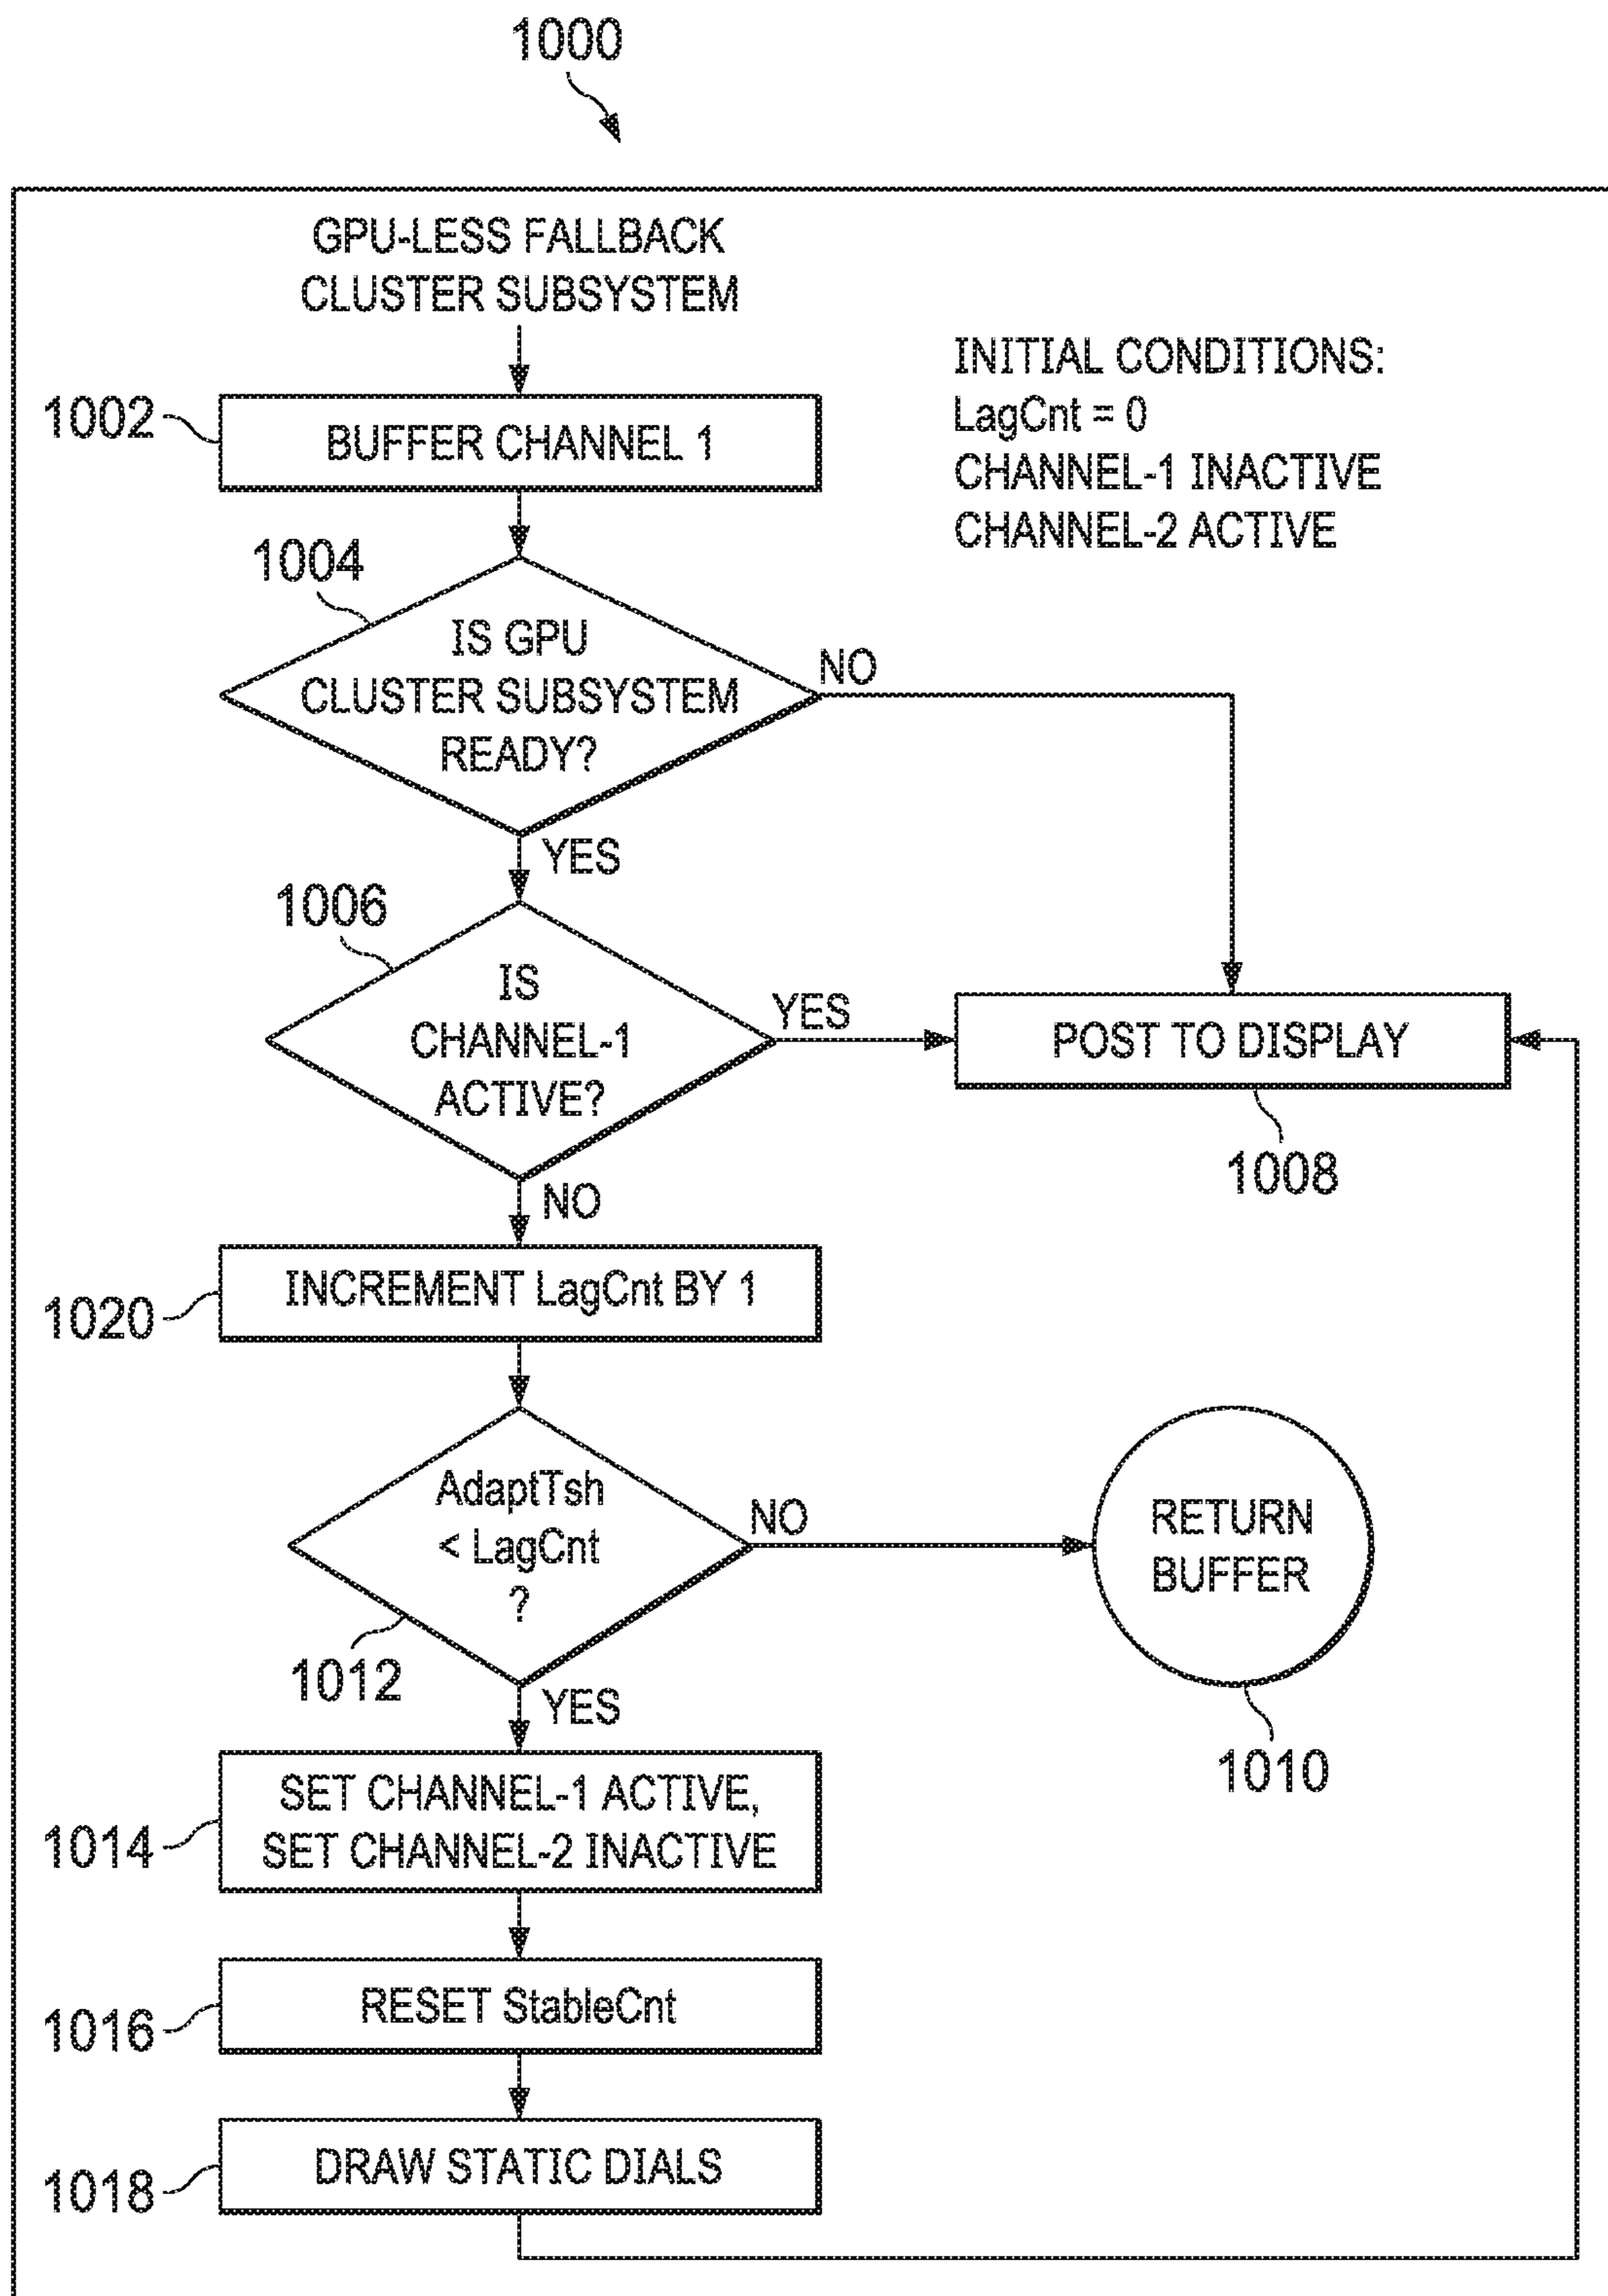 1000
GPU-LESS FALLBACK
CLUSTER SUBSYSTEM
INITIAL CONDITIONS:
LagCnt = 0
CHANNEL-1 INACTIVE
CHANNEL-2 ACTIVE
1002
BUFFER CHANNEL 1
1004
IS GPU
CLUSTER SUBSYSTEM
READY?
NO
YES
1006
IS
CHANNEL-1
ACTIVE?
YES
POST TO DISPLAY
1008
NO
INCREMENT LagCnt BY 1
1020
AdaptTsh
< LagCnt
?
NO
RETURN
BUFFER
1012
YES
1010
SET CHANNEL-1 ACTIVE,
SET CHANNEL-2 INACTIVE
1014
RESET StableCnt
1016
DRAW STATIC DIALS
1018